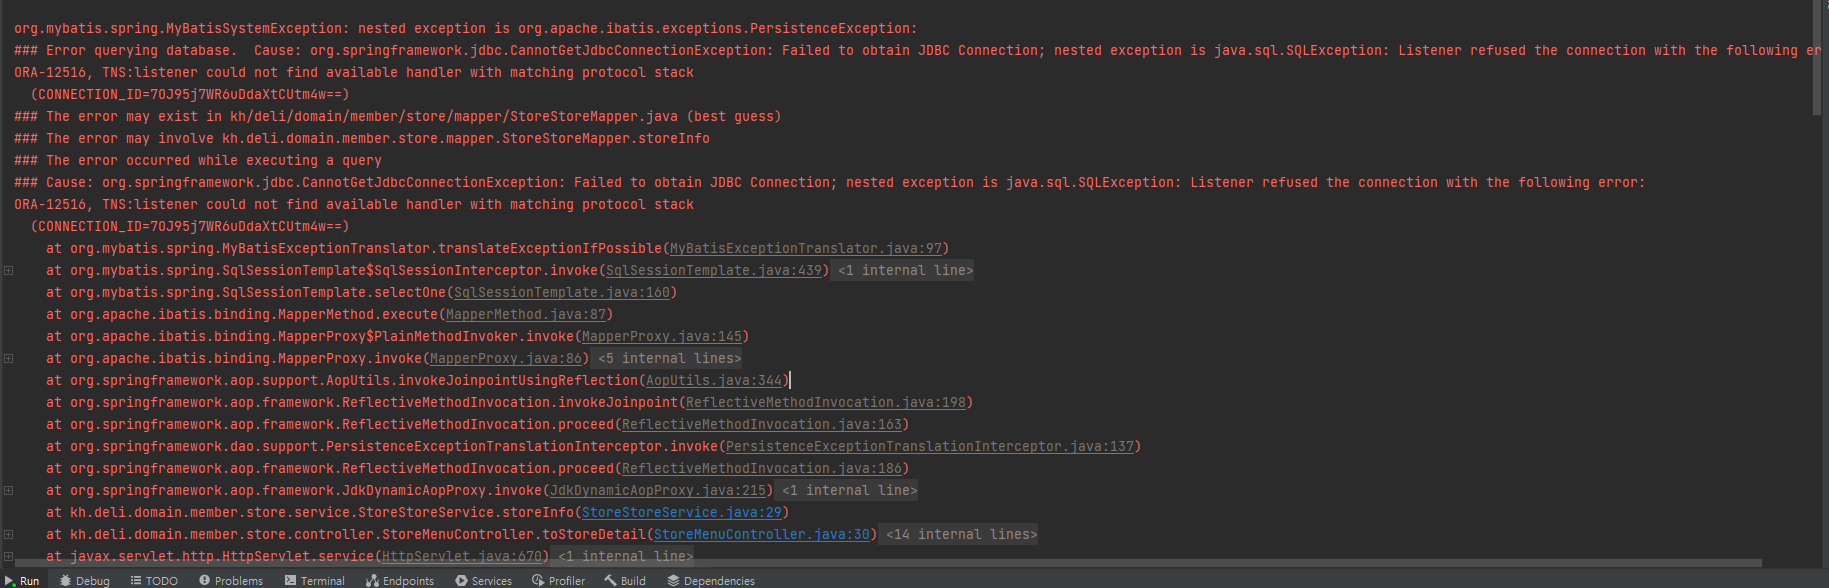 org.mybatis.spring.MyBatisSystemException: nested exception is org.apache.ibatis.exceptions.PersistenceException:
### Error querying database.  Cause: org.springframework.jdbc.CannotGetJdbcConnectionException: Failed to obtain JDBC Connection; nested exception is java.sql.SQLException: Listener refused the connection with the following er
ORA-12516, TNS:listener could not find available handler with matching protocol stack
(CONNECTION_ID=7OJ95j7WR6uDdaXtCUtm4w==)
### The error may exist in kh/deli/domain/member/store/mapper/StoreStoreMapper.java (best guess)
### The error may involve kh.deli.domain.member.store.mapper.StoreStoreMapper.storeInfo
### The error occurred while executing a query
### Cause: org.springframework.jdbc.CannotGetJdbcConnectionException: Failed to obtain JDBC Connection; nested exception is java.sql.SQLException: Listener refused the connection with the following error:
ORA-12516, TNS:listener could not find available handler with matching protocol stack
(CONNECTION_ID=7OJ95j7WR6uDdaXtCUtm4w==)
at org.mybatis.spring.MyBatisExceptionTranslator.translateExceptionIfPossible(MyBatisExceptionTranslator.java:97)
at org.mybatis.spring.SqlSessionTemplate$SqlSessionInterceptor.invoke(SqlSessionTemplate.java:439) <1 internal line>
at org.mybatis.spring.SqlSessionTemplate.selectOne(SqlSessionTemplate.java:160)
at org.apache.ibatis.binding.MapperMethod.execute(MapperMethod.java:87)
at org.apache.ibatis.binding.MapperProxy$PlainMethodInvoker.invoke(MapperProxy.java:145)
at org.apache.ibatis.binding.MapperProxy.invoke(MapperProxy.java:86) <5 internal lines>
at org.springframework.aop.support.AopUtils.invokeJoinpointUsingReflection(AopUtils.java:344)
at org.springframework.aop.framework.ReflectiveMethodInvocation.invokeJoinpoint(ReflectiveMethodInvocation.java:198)
at org.springframework.aop.framework.ReflectiveMethodInvocation.proceed(ReflectiveMethodInvocation.java:163)
at org.springframework.dao.support.PersistenceExceptionTranslationInterceptor.invoke(PersistenceExceptionTranslationInterceptor.java:137)
at org.springframework.aop.framework.ReflectiveMethodInvocation.proceed(ReflectiveMethodInvocation.java:186)
at org.springframework.aop.framework.JdkDynamicAopProxy.invoke(JdkDynamicAopProxy.java:215) <1 internal line>
at kh.deli.domain.member.store.service.StoreStoreService.storeInfo(StoreStoreService.java:29)
at kh.deli.domain.member.store.controller.StoreMenuController.toStoreDetail(StoreMenuController.java:30) <14 internal lines>
at javax.servlet.http.HttpServlet.service(HttpServlet.java:670) <1 internal line>
Run Debug TODO Problems Terminal Endpoints Services Profiler Build Dependencies